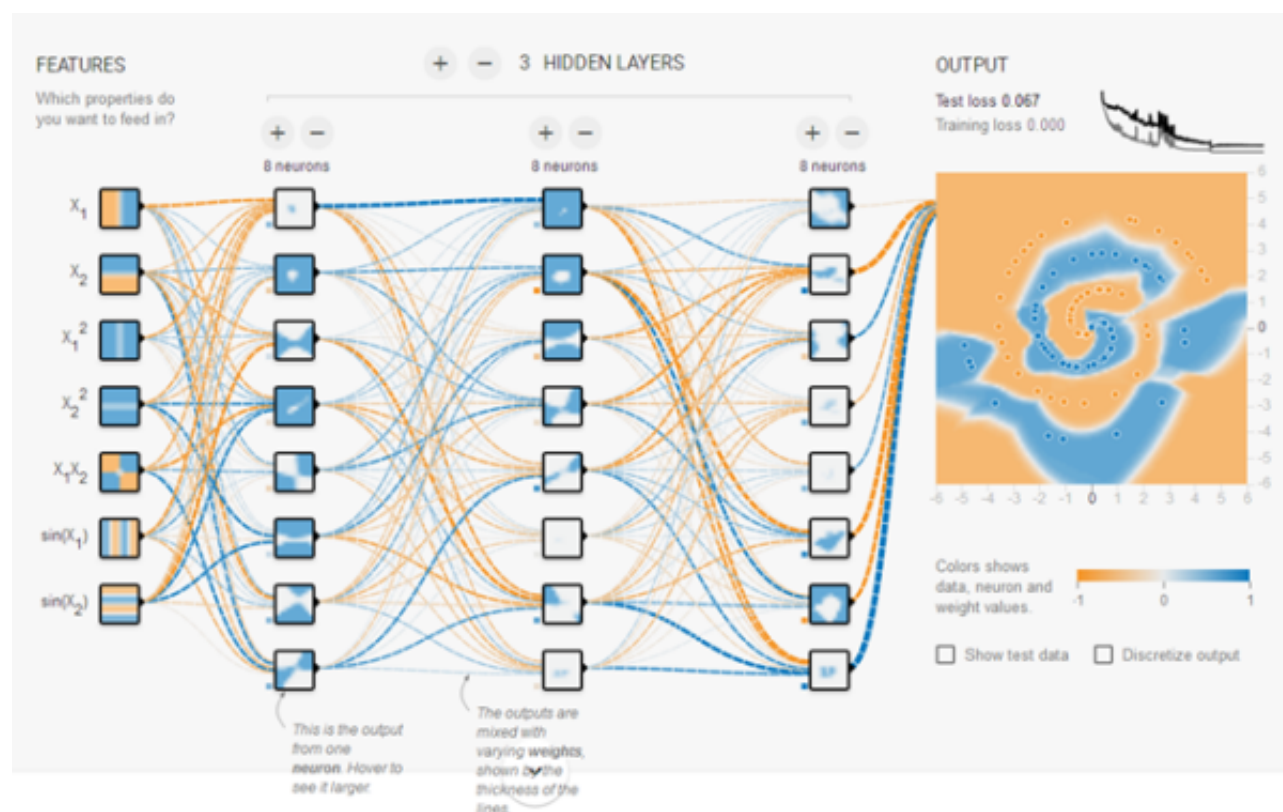 FEATURES
Which properties do
you want to feed in?
+ − 3 HIDDEN LAYERS
+ −
8 neurons
+ −
8 neurons
+ −
8 neurons
OUTPUT
Test loss 0.067
Training loss 0.000
X₁
X₂
X₁²
X₂²
X₁X₂
sin(X₁)
sin(X₂)
6
5
4
3
2
1
0
-1
-2
-3
-4
-5
-6
-6 -5 -4 -3 -2 -1 0 1 2 3 4 5 6
This is the output
from one
neuron. Hover to
see it larger.
The outputs are
mixed with
varying weights,
shown by the
thickness of the
lines.
Colors shows
data, neuron and
weight values.
-1 0 1
Show test data
Discretize output